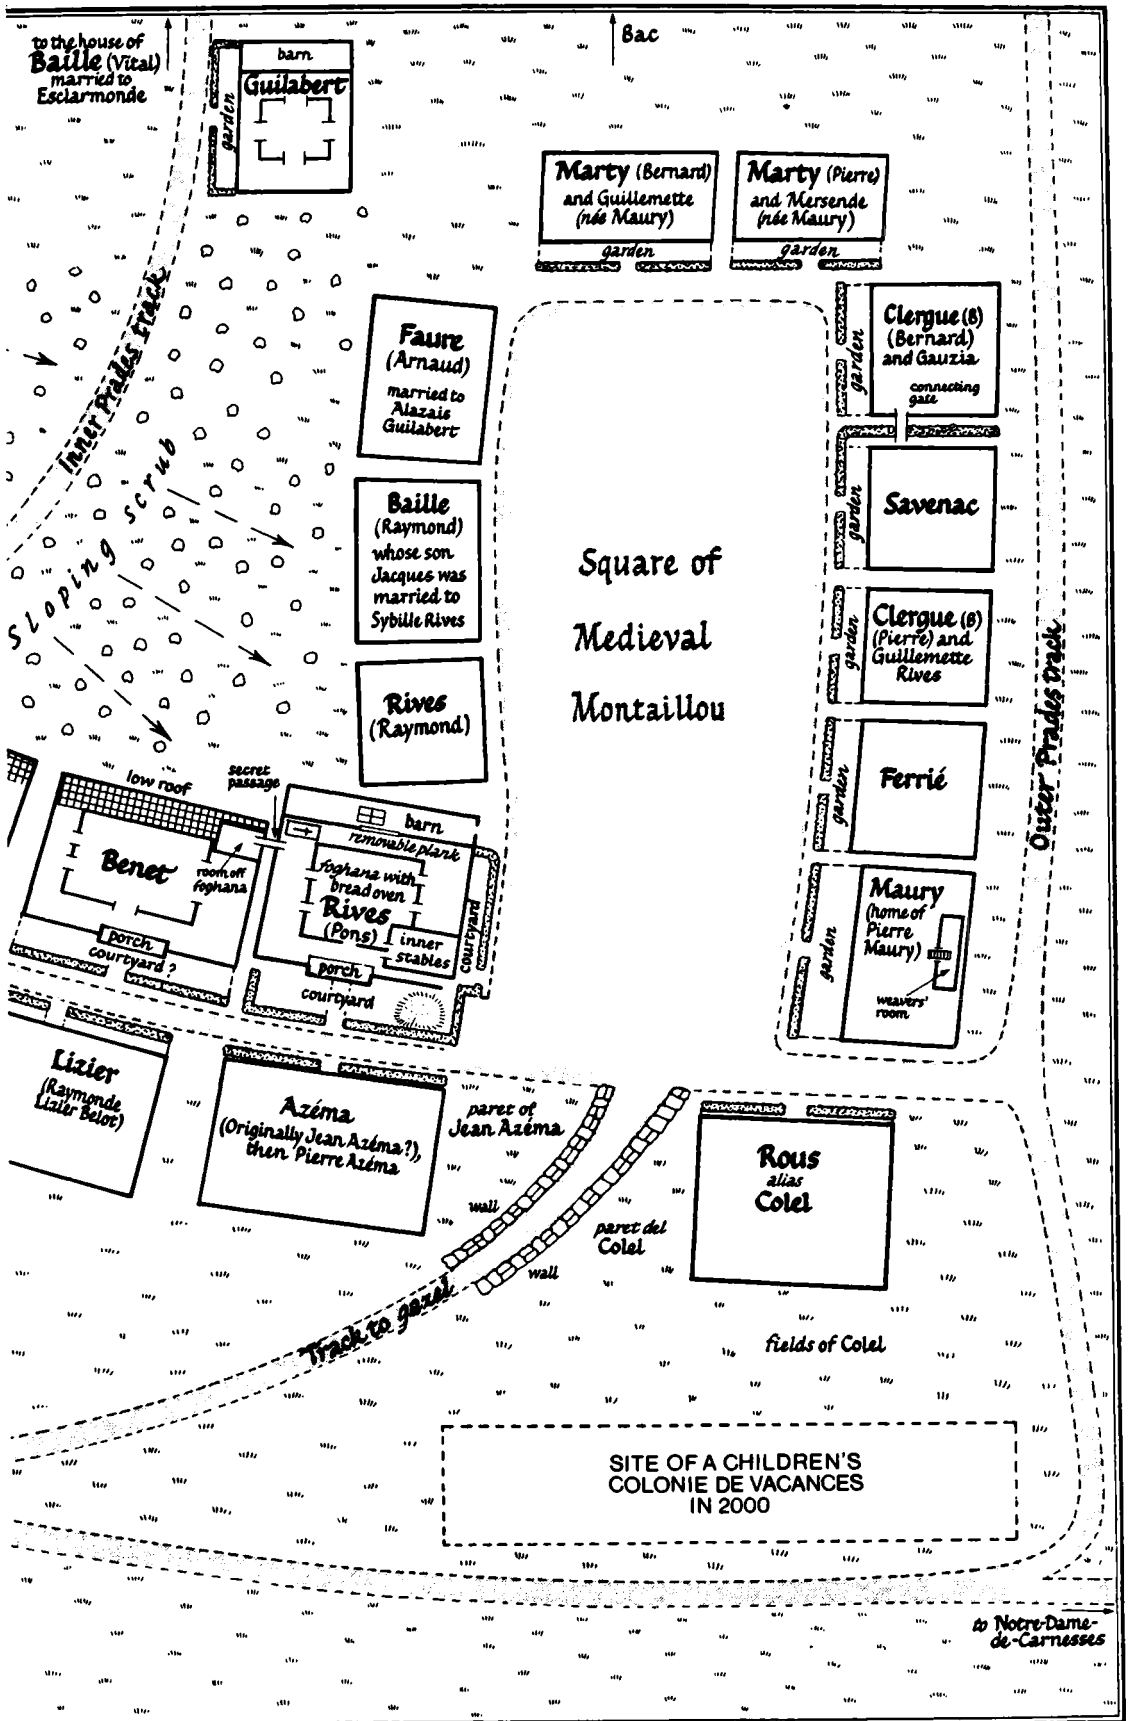 to the house of
Baille (Vital)
married to
Esclarmonde
barn
Guilabert
garden
Bac
Marty (Bernard)
and Guillemette
(née Maury)
garden
Marty (Pierre)
and Mersende
(née Maury)
garden
Inner Prades track
Sloping scrub
Faure
(Arnaud)
married to
Alazais
Guilabert
Baille
(Raymond)
whose son
Jacques was
married to
Sybille Rives
Rives
(Raymond)
Square of
Medieval
Montaillou
Clergue (B)
(Bernard)
and Gauzia
connecting
gate
garden
Savenac
garden
Clergue (B)
(Pierre) and
Guillemette
Rives
garden
Ferrié
garden
Maury
(home of
Pierre
Maury)
weavers'
room
garden
Outer Prades track
low roof
secret
passage
Benet
room off
foghana
porch
courtyard ?
barn
removable plank
foghana with
bread oven
Rives
(Pons)
inner
stables
courtyard
porch
courtyard
Lizier
(Raymonde
Lizier Belot)
Azéma
(Originally Jean Azéma?),
then Pierre Azéma
paret of
Jean Azéma
wall
paret del
Colel
wall
Rous
alias
Colel
Track to gazel
fields of Colel
SITE OF A CHILDREN'S
COLONIE DE VACANCES
IN 2000
to Notre-Dame-
de-Carnesses